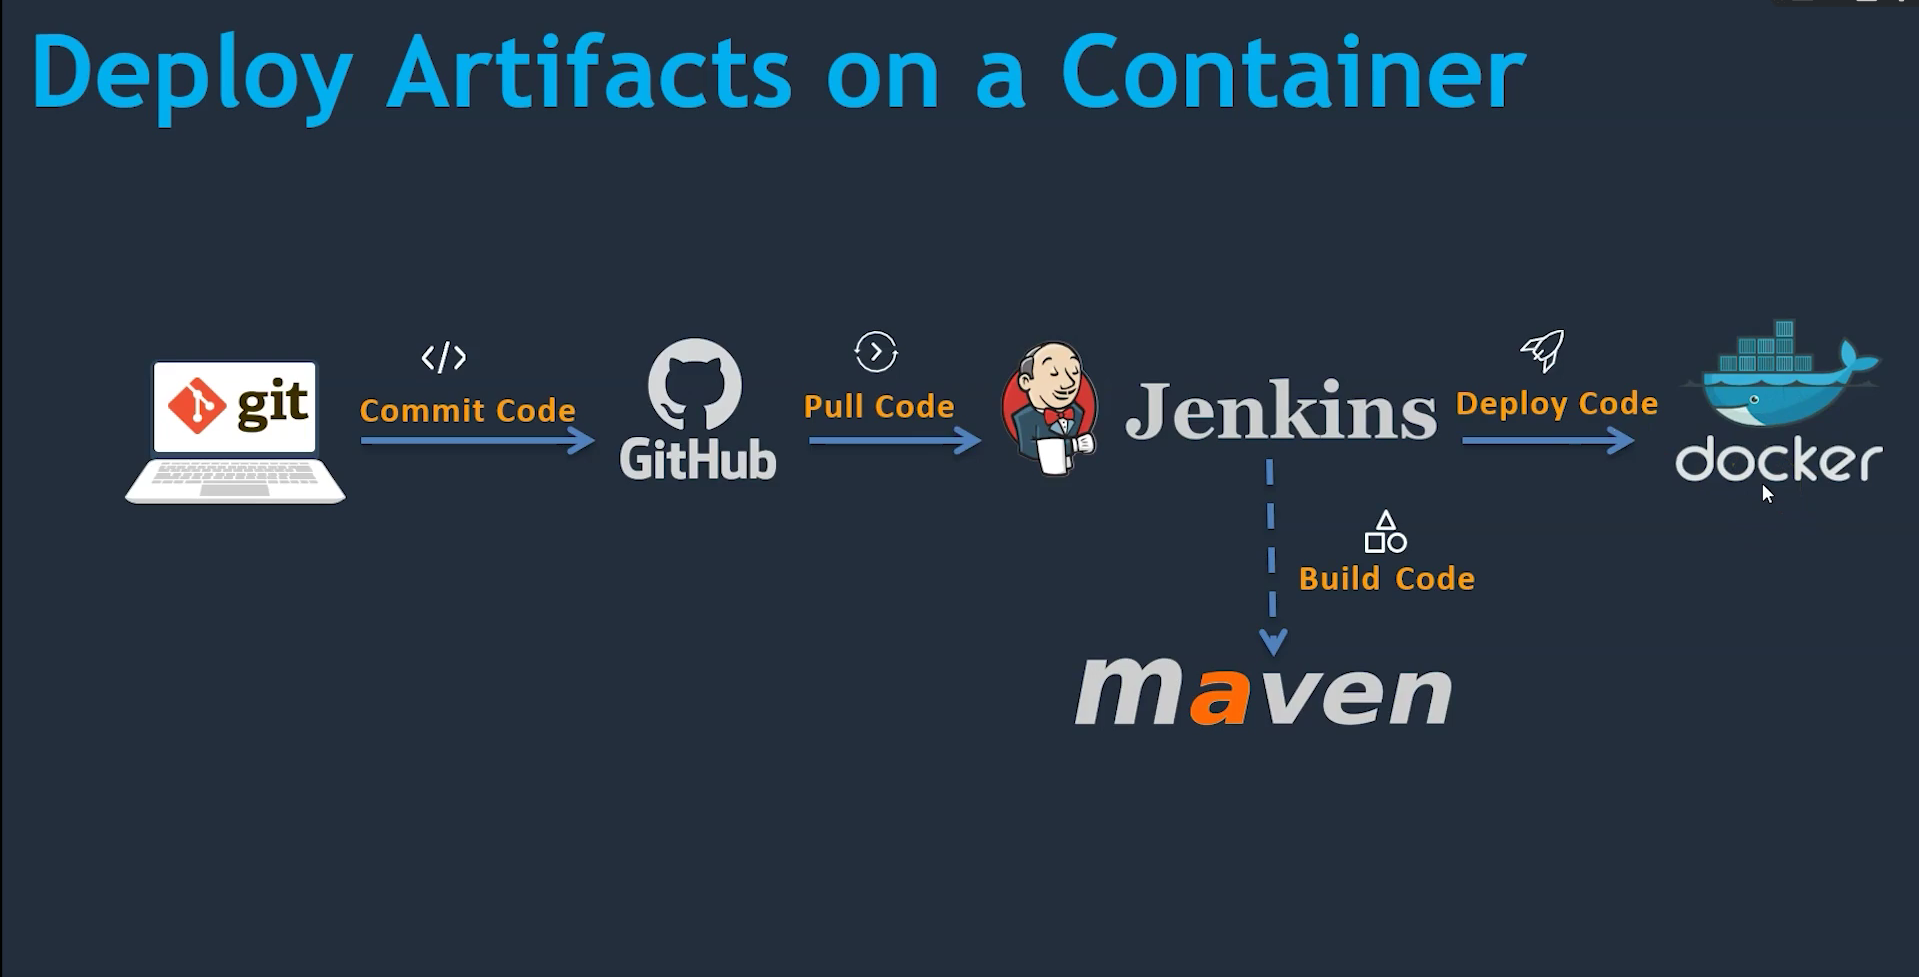 Deploy Artifacts on a Container
git
Commit Code
GitHub
Pull Code
Jenkins
Deploy Code
docker
Build Code
maven